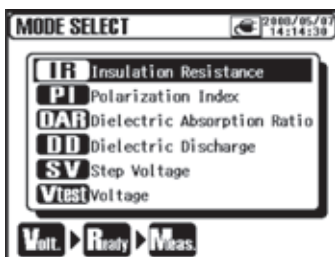 MODE SELECT
2008/05/07
14:14:30
IR Insulation Resistance
PI Polarization Index
DAR Dielectric Absorption Ratio
DD Dielectric Discharge
SV Step Voltage
Vtest Voltage
Volt. Ready Meas.